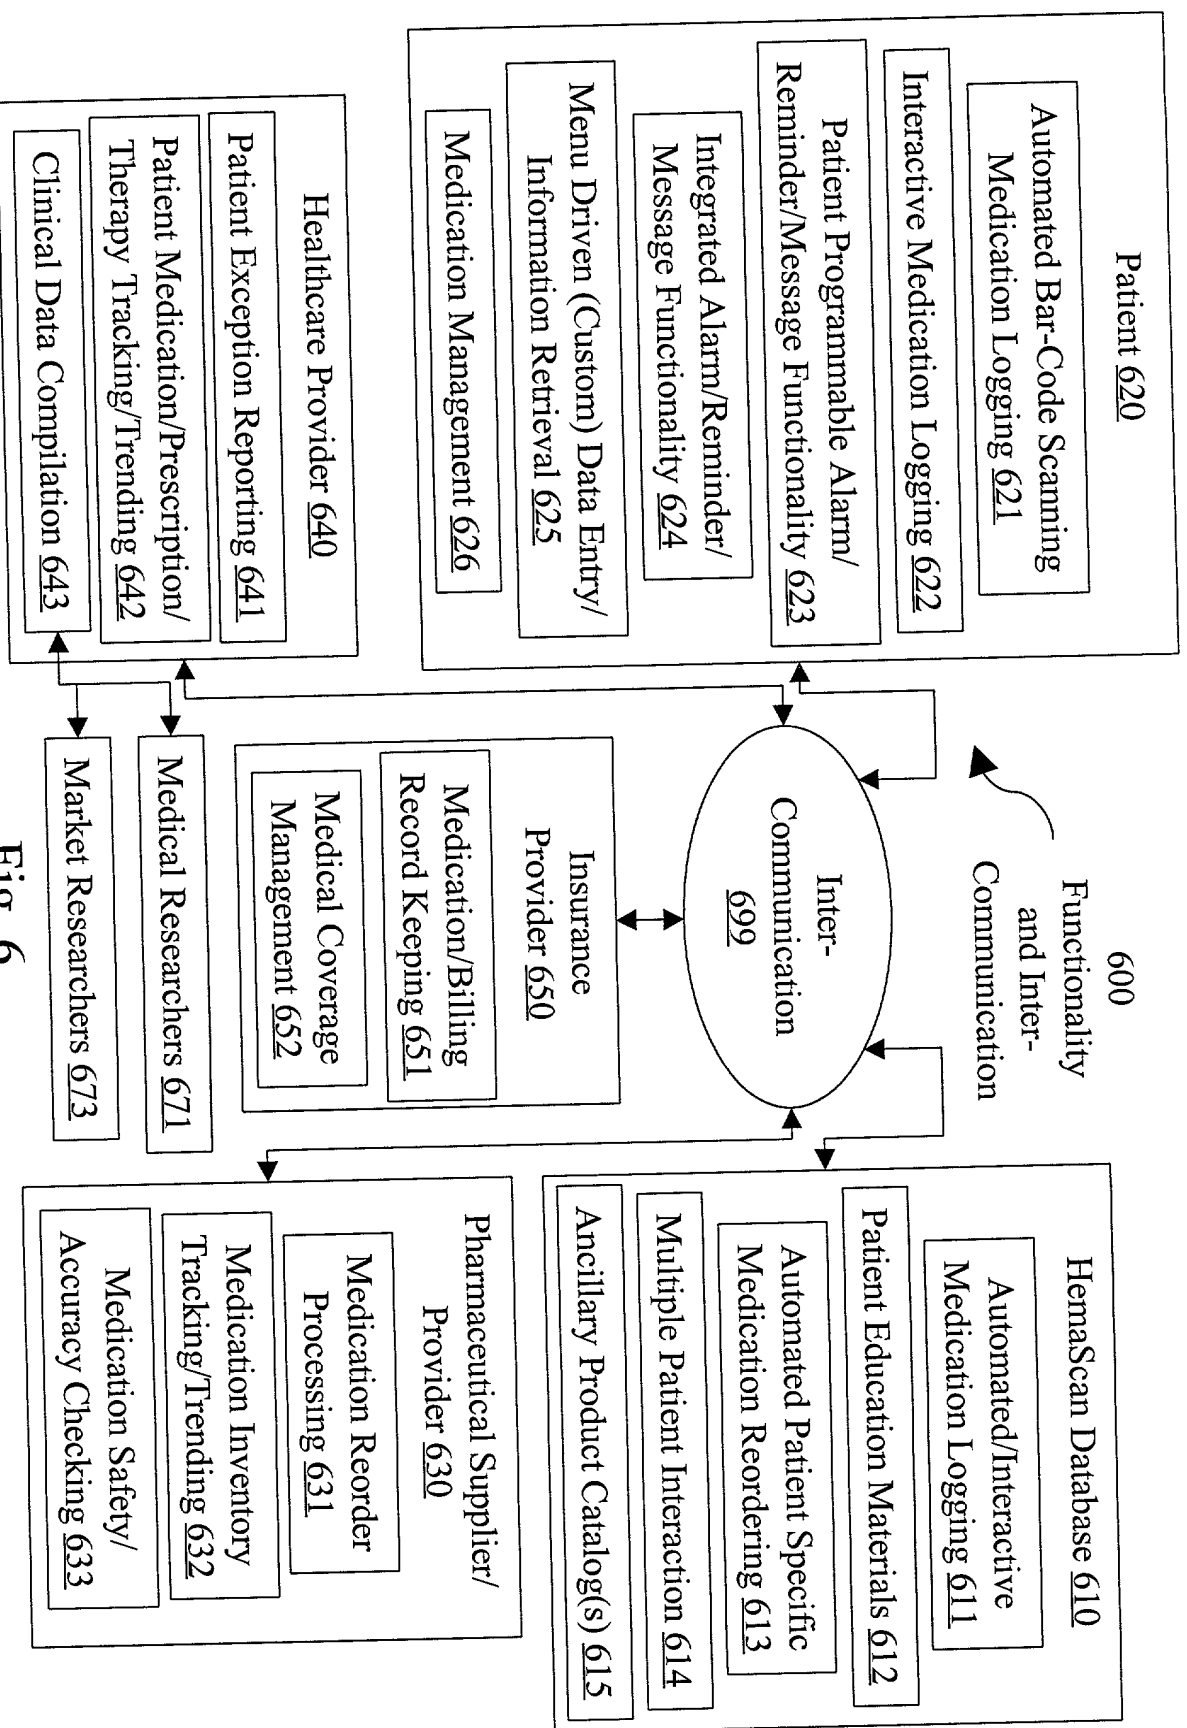 600
Functionality
and Inter-
Communication
Patient 620
Automated Bar-Code Scanning
Medication Logging 621
Interactive Medication Logging 622
Patient Programmable Alarm/
Reminder/Message Functionality 623
Integrated Alarm/Reminder/
Message Functionality 624
Menu Driven (Custom) Data Entry/
Information Retrieval 625
Medication Management 626
Inter-
Communication
699
HemaScan Database 610
Automated/Interactive
Medication Logging 611
Patient Education Materials 612
Automated Patient Specific
Medication Reordering 613
Multiple Patient Interaction 614
Ancillary Product Catalog(s) 615
Healthcare Provider 640
Patient Exception Reporting 641
Patient Medication/Prescription/
Therapy Tracking/Trending 642
Clinical Data Compilation 643
Insurance
Provider 650
Medication/Billing
Record Keeping 651
Medical Coverage
Management 652
Medical Researchers 671
Market Researchers 673
Pharmaceutical Supplier/
Provider 630
Medication Reorder
Processing 631
Medication Inventory
Tracking/Trending 632
Medication Safety/
Accuracy Checking 633
Fig. 6